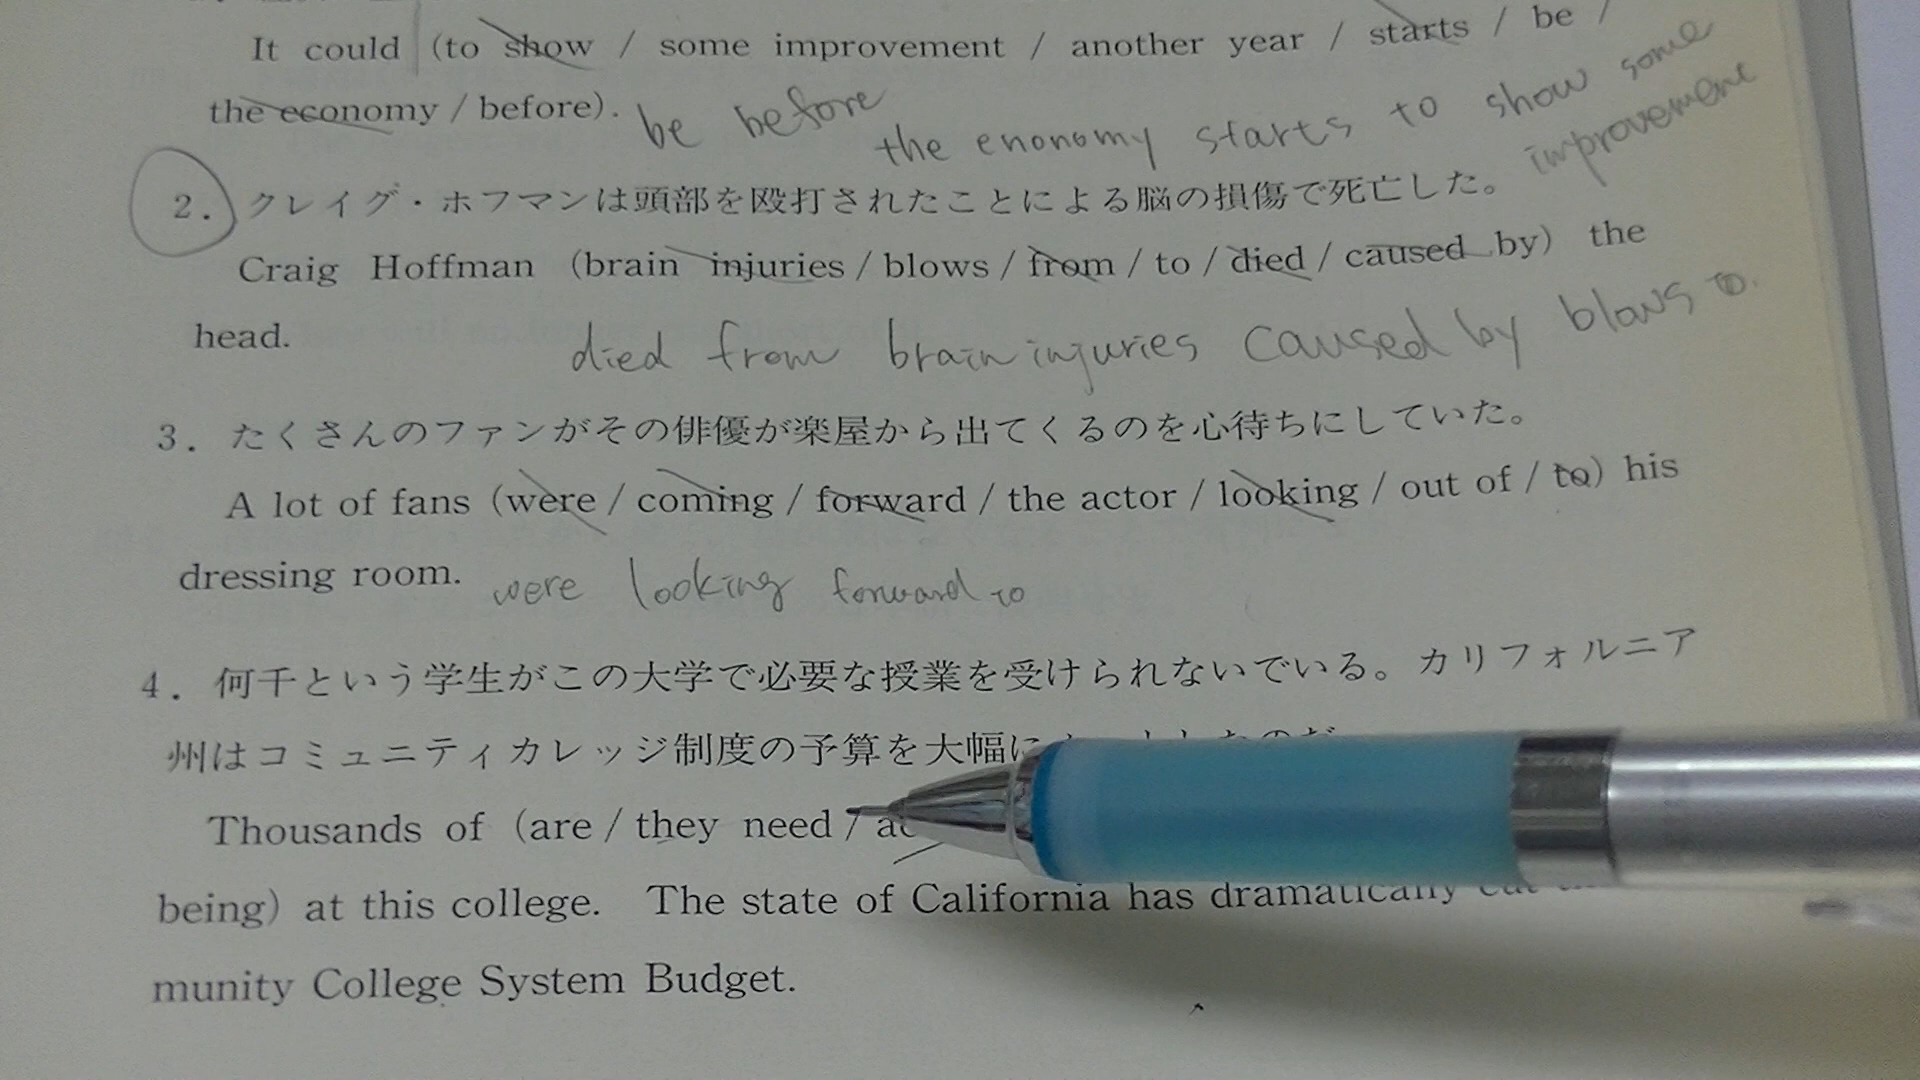 It could (to show / some improvement / another year / starts / be /
the economy / before).
be before the enonomy starts to show some improvement
2. クレイグ・ホフマンは頭部を殴打されたことによる脳の損傷で死亡した。
Craig Hoffman (brain injuries / blows / from / to / died / caused by) the
head.
died from brain injuries caused by blows to
3. たくさんのファンがその俳優が楽屋から出てくるのを心待ちにしていた。
A lot of fans (were / coming / forward / the actor / looking / out of / to) his
dressing room.
were looking forward to
4. 何千という学生がこの大学で必要な授業を受けられないでいる。カリフォルニア
州はコミュニティカレッジ制度の予算を大幅に
Thousands of (are / they need /
being) at this college. The state of California has dramatically
munity College System Budget.